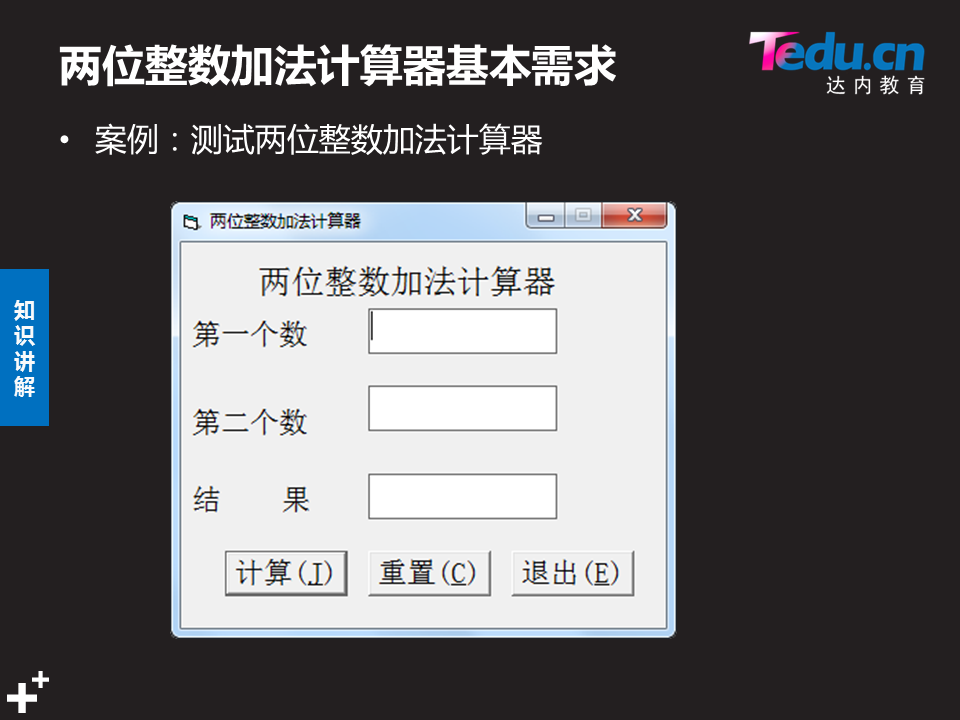 两位整数加法计算器基本需求
Tedu.cn
达内教育
• 案例：测试两位整数加法计算器
知识讲解
两位整数加法计算器
两位整数加法计算器
第一个数
第二个数
结 果
计算(J) 重置(C) 退出(E)